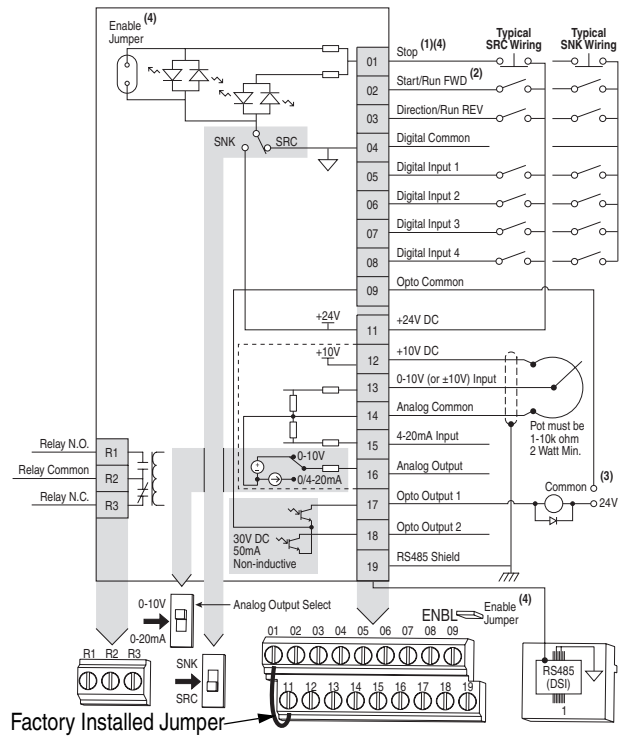 Enable
Jumper
(4)
Typical
SRC Wiring
Typical
SNK Wiring
01
Stop
(1)(4)
02
Start/Run FWD
(2)
03
Direction/Run REV
SNK
SRC
04
Digital Common
05
Digital Input 1
06
Digital Input 2
07
Digital Input 3
08
Digital Input 4
09
Opto Common
+24V
11
+24V DC
+10V
12
+10V DC
13
0-10V (or ±10V) Input
14
Analog Common
Pot must be
1-10k ohm
2 Watt Min.
15
4-20mA Input
Relay N.O.
R1
Relay Common
R2
Relay N.C.
R3
0-10V
0/4-20mA
16
Analog Output
Common
(3)
24V
17
Opto Output 1
18
Opto Output 2
30V DC
50mA
Non-inductive
19
RS485 Shield
0-10V
0-20mA
Analog Output Select
ENBL
Enable
Jumper
(4)
01 02 03 04 05 06 07 08 09
R1 R2 R3
SNK
SRC
11 12 13 14 15 16 17 18 19
RS485
(DSI)
1
Factory Installed Jumper